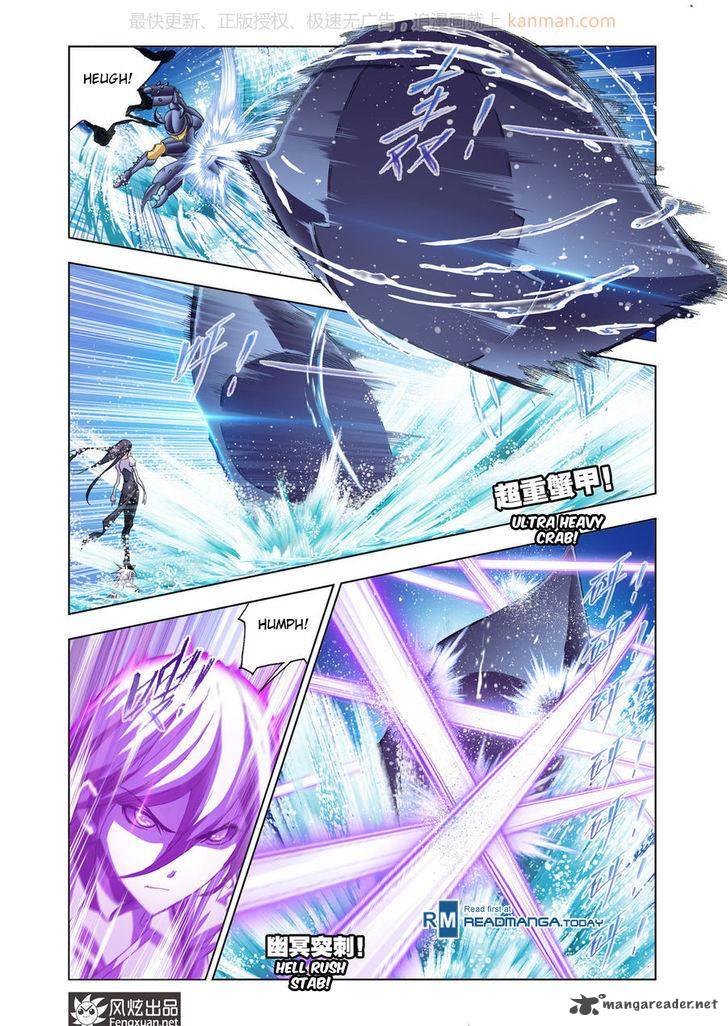 最快更新、正版授权、极速无广告，追漫画就上 kanman.com
HEUGH!
轰!
呼!
超重蟹甲!
ULTRA HEAVY
CRAB!
HUMPH!
嘿!
幽冥突刺!
HELL RUSH
STAB!
Read first at
RM READMANGA.TODAY
风炫出品
Fengxuan.net
mangareader.net